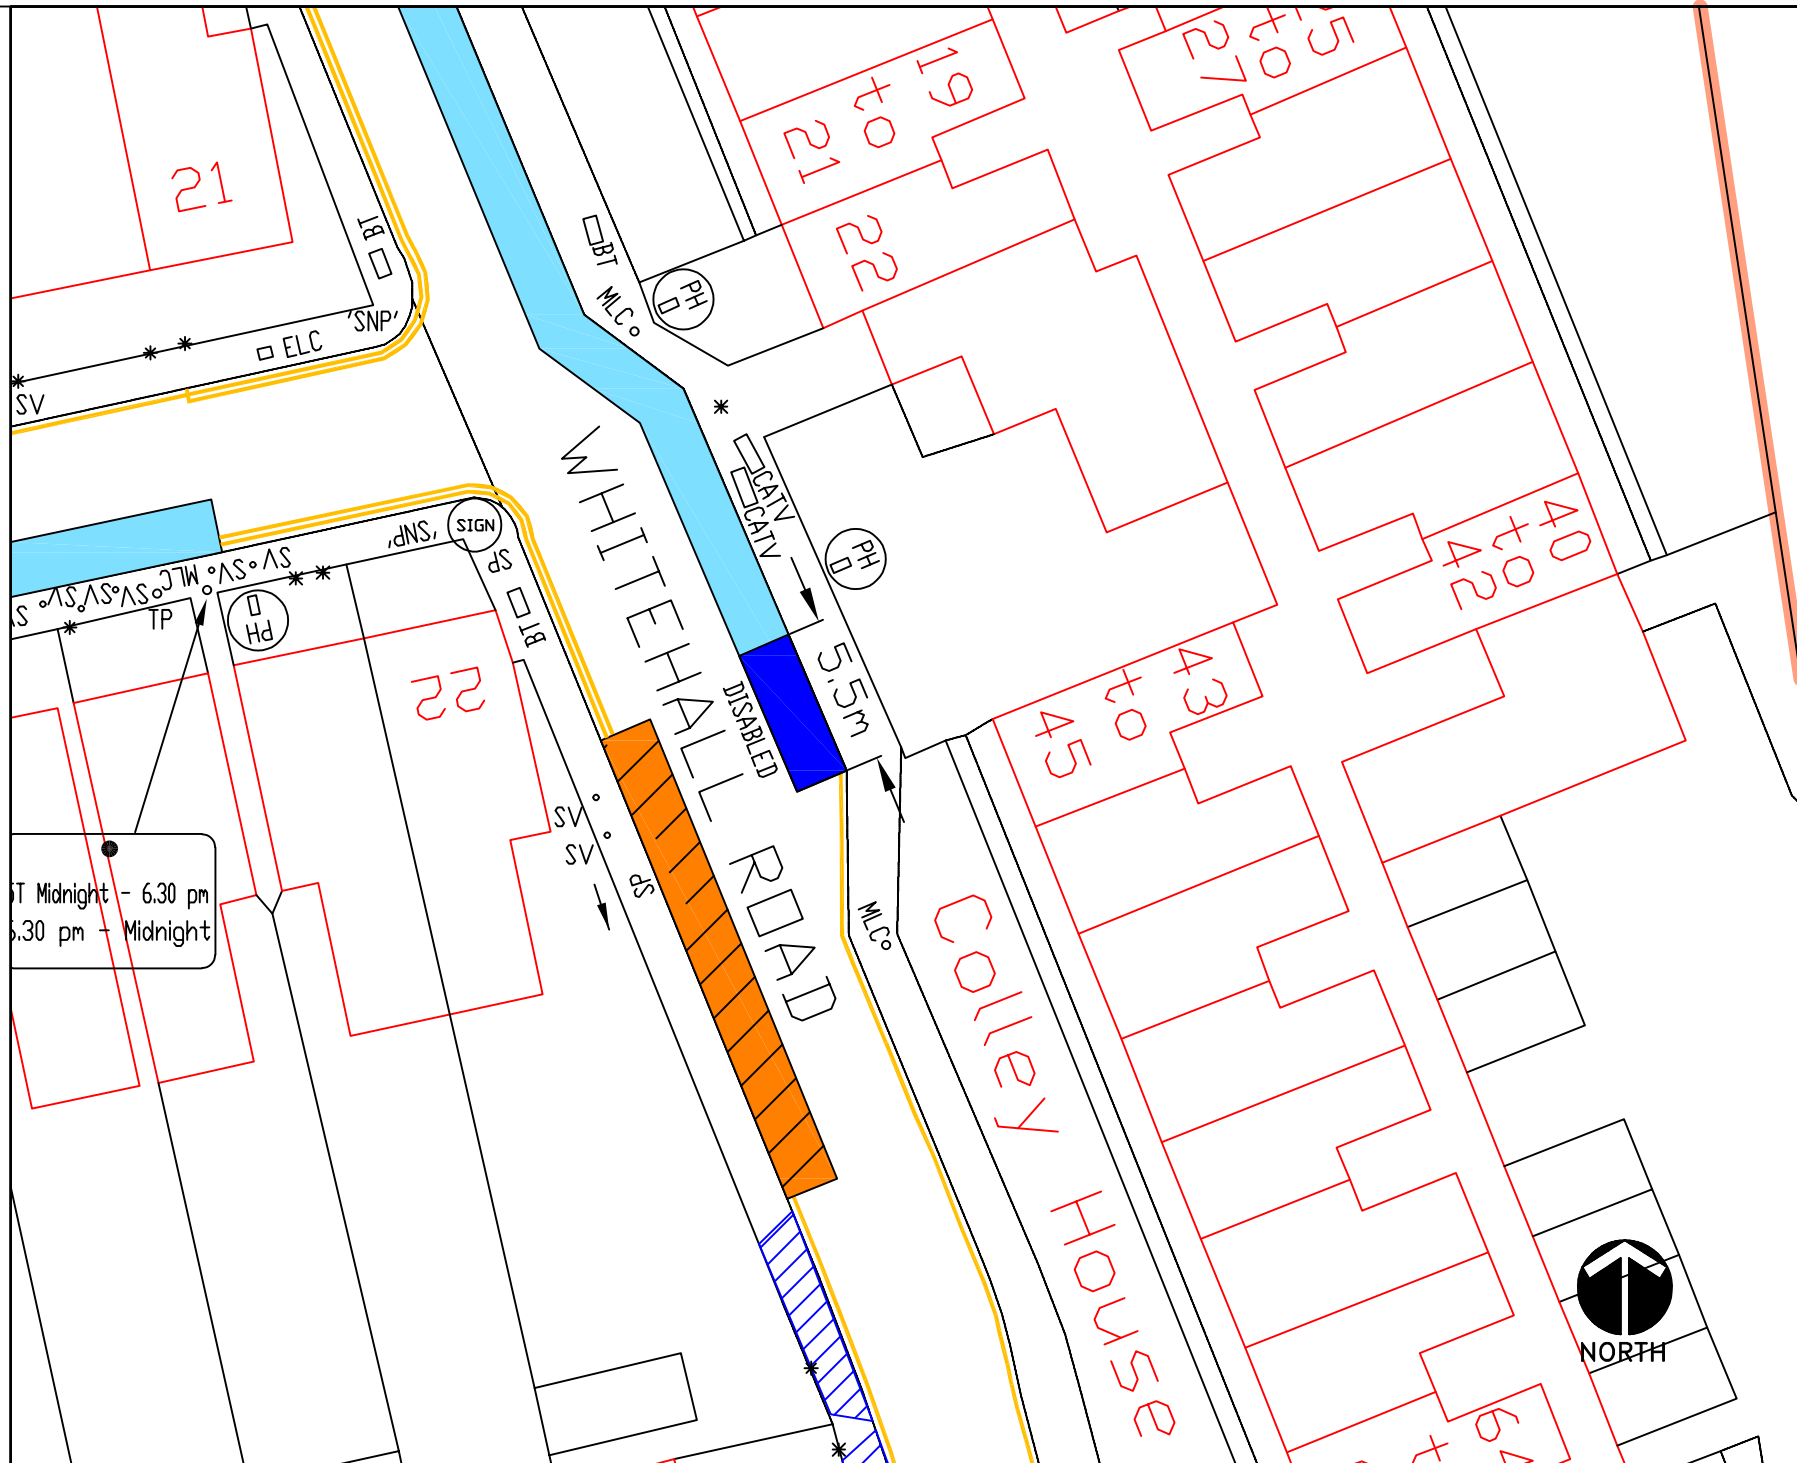 27
to
5
19
to
21
21
22
BT
BT
MLC
PH
'SNP'
ELC
SV
WHITEHALL ROAD
CATV
CATV
PH
SIGN
'SNP'
SP
BT
SV
SV
MLC
SV
SV
SV
SV
TP
PH
22
40
to
42
43
to
45
5.5m
DISABLED
SV
SV
SP
MLC
Midnight - 6.30 pm
6.30 pm - Midnight
Colley House
NORTH